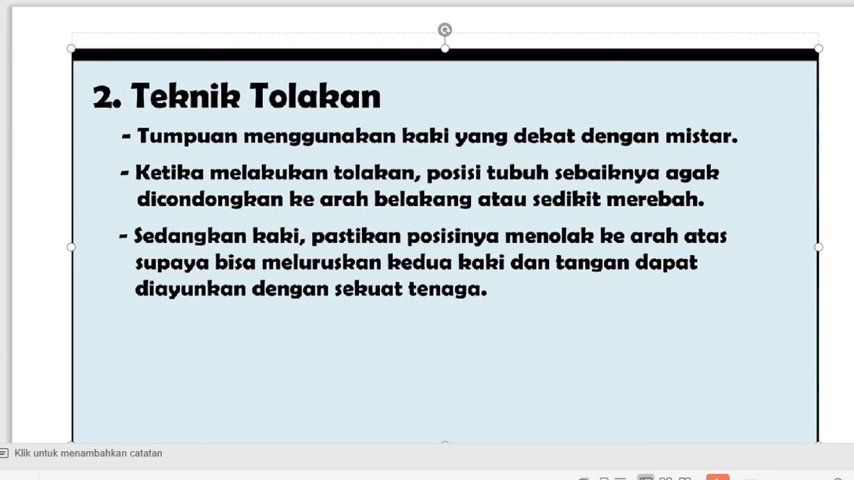 2. Teknik Tolakan
- Tumpuan menggunakan kaki yang dekat dengan mistar.
- Ketika melakukan tolakan, posisi tubuh sebaiknya agak
dicondongkan ke arah belakang atau sedikit merebah.
- Sedangkan kaki, pastikan posisinya menolak ke arah atas
supaya bisa meluruskan kedua kaki dan tangan dapat
diayunkan dengan sekuat tenaga.
Klik untuk menambahkan catatan